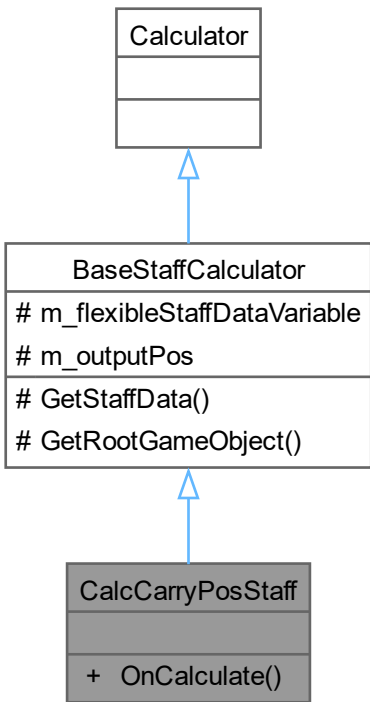 Calculator
BaseStaffCalculator
# m_flexibleStaffDataVariable
# m_outputPos
# GetStaffData()
# GetRootGameObject()
CalcCarryPosStaff
+ OnCalculate()